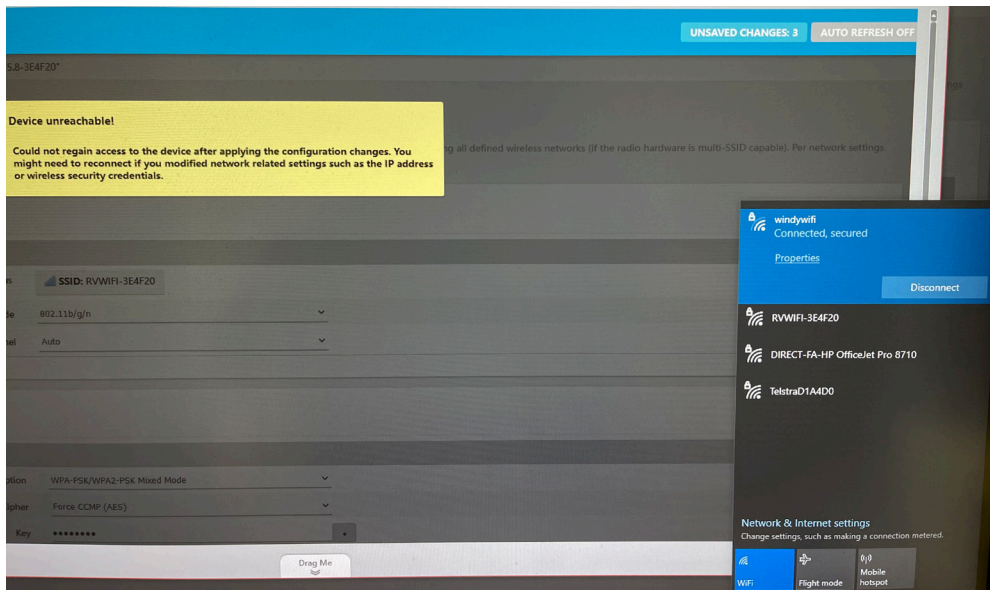 UNSAVED CHANGES: 3
AUTO REFRESH OFF
5.8-3E4F20"
Device unreachable!
Could not regain access to the device after applying the configuration changes. You
might need to reconnect if you modified network related settings such as the IP address
or wireless security credentials.
ng all defined wireless networks (if the radio hardware is multi-SSID capable). Per network settings
ngs
windywifi
Connected, secured
Properties
Disconnect
SSID: RVWIFI-3E4F20
802.11b/g/n
Auto
RVWIFI-3E4F20
DIRECT-FA-HP OfficeJet Pro 8710
TelstraD1A4D0
ption WPA-PSK/WPA2-PSK Mixed Mode
ipher Force CCMP (AES)
Key ••••••••
Drag Me
Network & Internet settings
Change settings, such as making a connection metered.
WiFi
Flight mode
Mobile
hotspot